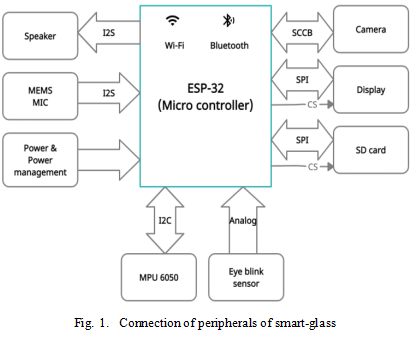 Speaker
I2S
Wi-Fi
Bluetooth
SCCB
Camera
MEMS
MIC
I2S
ESP-32
(Micro controller)
SPI
CS
Display
Power &
Power
management
SPI
CS
SD card
I2C
Analog
MPU 6050
Eye blink
sensor
Fig. 1. Connection of peripherals of smart-glass